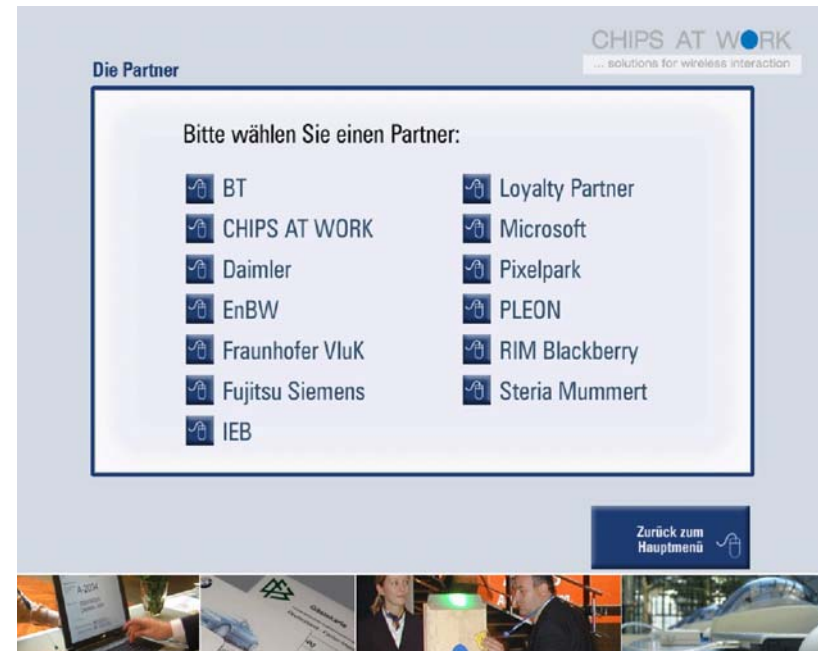 CHIPS AT WORK
... solutions for wireless interaction
Die Partner
Bitte wählen Sie einen Partner:
BT
CHIPS AT WORK
Daimler
EnBW
Fraunhofer VluK
Fujitsu Siemens
IEB
Loyalty Partner
Microsoft
Pixelpark
PLEON
RIM Blackberry
Steria Mummert
Zurück zum
Hauptmenü